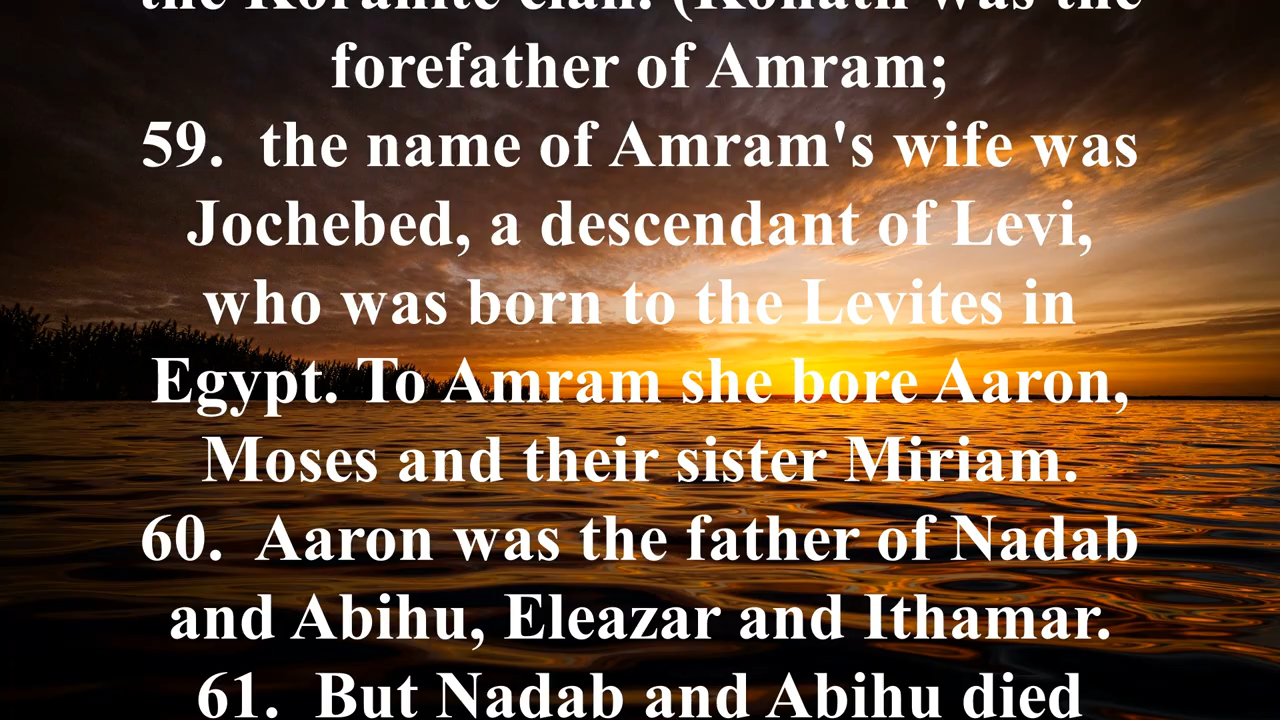 the Korahite clan. (Kohath was the
forefather of Amram;
59.  the name of Amram's wife was
Jochebed, a descendant of Levi,
who was born to the Levites in
Egypt. To Amram she bore Aaron,
Moses and their sister Miriam.
60.  Aaron was the father of Nadab
and Abihu, Eleazar and Ithamar.
61.  But Nadab and Abihu died